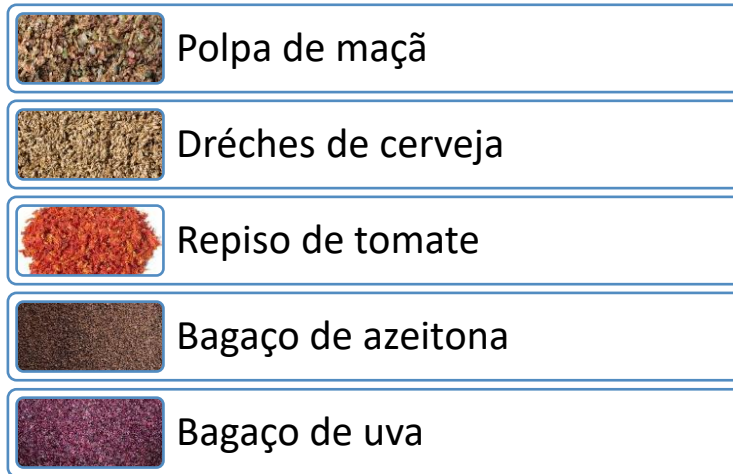 Polpa de maçã
Dréches de cerveja
Repiso de tomate
Bagaço de azeitona
Bagaço de uva